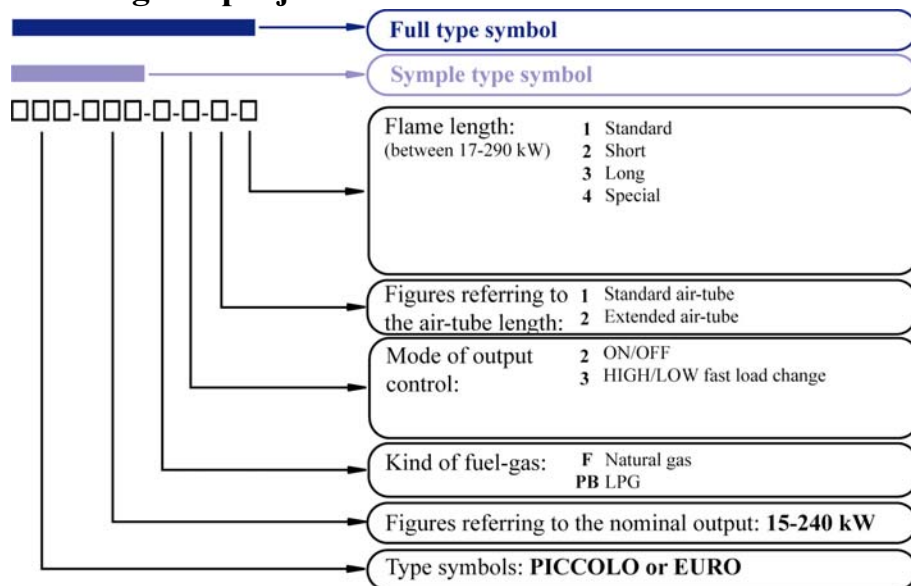 Full type symbol
Symple type symbol
□□□-□□□-□-□-□-□
Flame length:
(between 17-290 kW)
1 Standard
2 Short
3 Long
4 Special
Figures referring to
the air-tube length:
1 Standard air-tube
2 Extended air-tube
Mode of output
control:
2 ON/OFF
3 HIGH/LOW fast load change
Kind of fuel-gas:
F Natural gas
PB LPG
Figures referring to the nominal output: 15-240 kW
Type symbols: PICCOLO or EURO